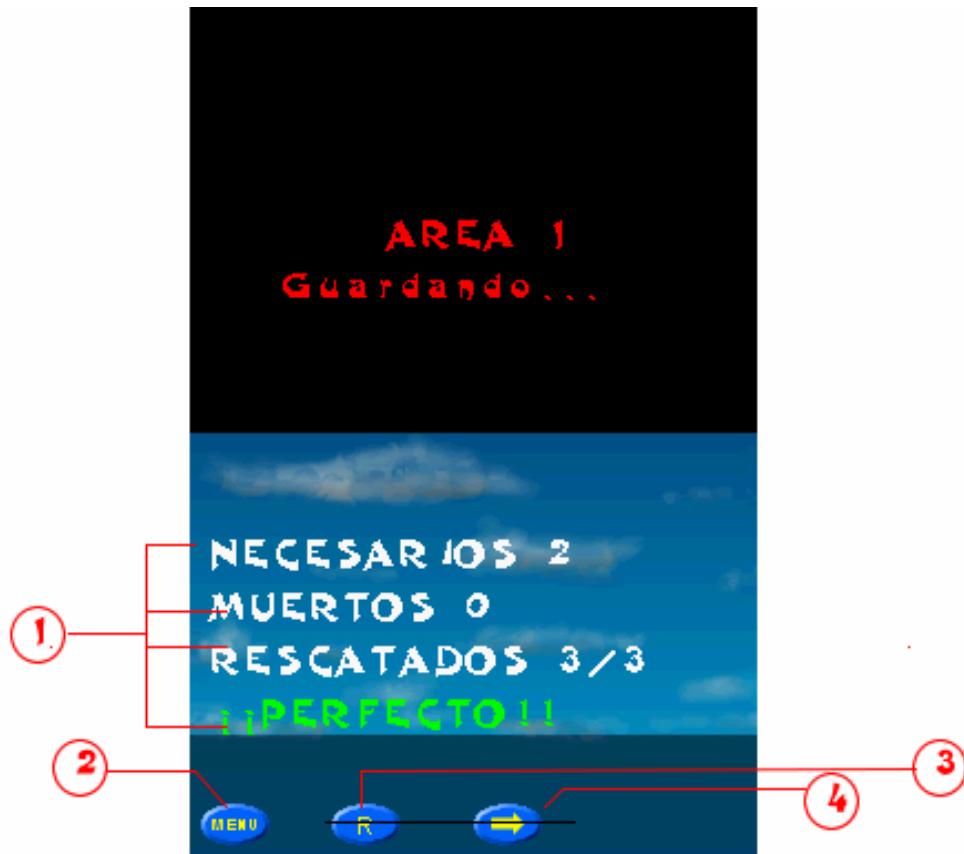 AREA 1
Guardando...
NECESARIOS 2
MUERTOS 0
1.
RESCATADOS 3/3
¡¡PERFECTO!!
2
3
4
MENU
R